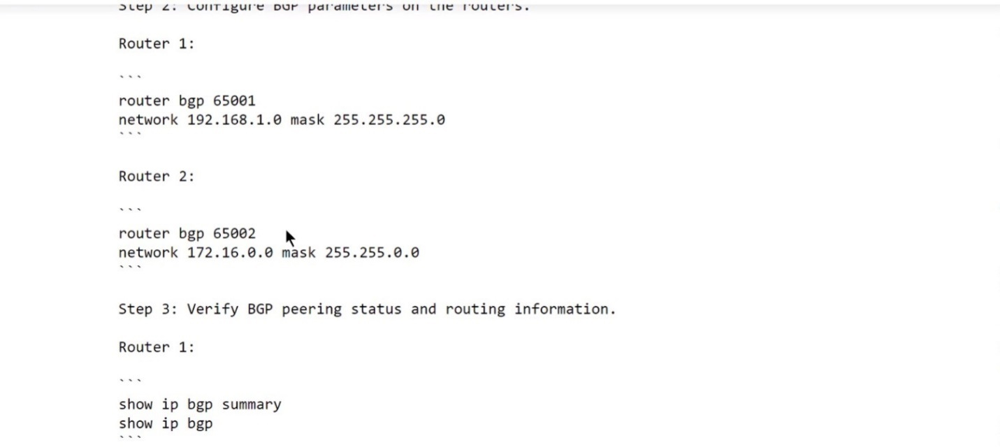 Step 2: Configure BGP parameters on the routers.
Router 1:
```
router bgp 65001
network 192.168.1.0 mask 255.255.255.0
```
Router 2:
```
router bgp 65002
network 172.16.0.0 mask 255.255.0.0
```
Step 3: Verify BGP peering status and routing information.
Router 1:
```
show ip bgp summary
show ip bgp
```